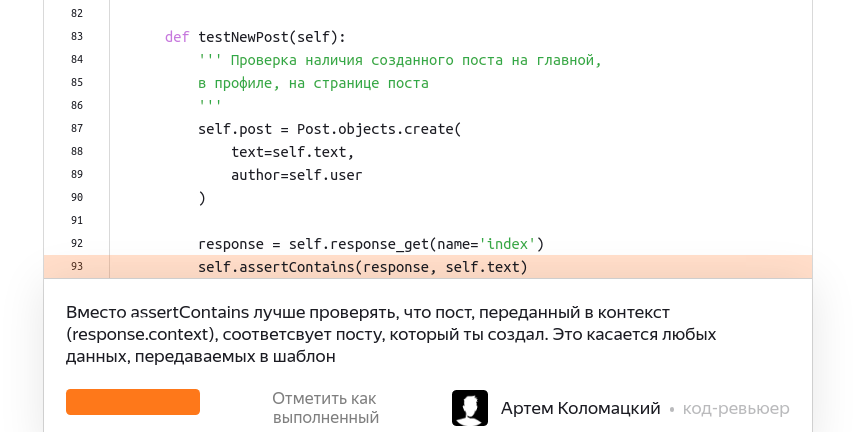 82
83 def testNewPost(self):
84 ''' Проверка наличия созданного поста на главной,
85 в профиле, на странице поста
86 '''
87 self.post = Post.objects.create(
88 text=self.text,
89 author=self.user
90 )
91
92 response = self.response_get(name='index')
93 self.assertContains(response, self.text)
Вместо assertContains лучше проверять, что пост, переданный в контекст
(response.context), соответсвует посту, который ты создал. Это касается любых
данных, передаваемых в шаблон
Отметить как
выполненный
Артем Коломацкий • код-ревьюер